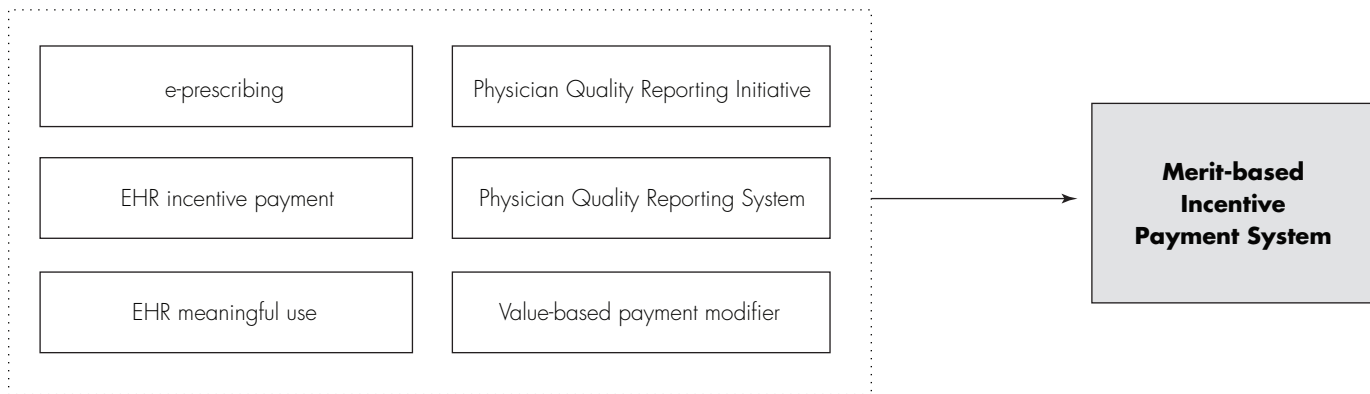 e-prescribing
Physician Quality Reporting Initiative
EHR incentive payment
Physician Quality Reporting System
EHR meaningful use
Value-based payment modifier
Merit-based
Incentive
Payment System